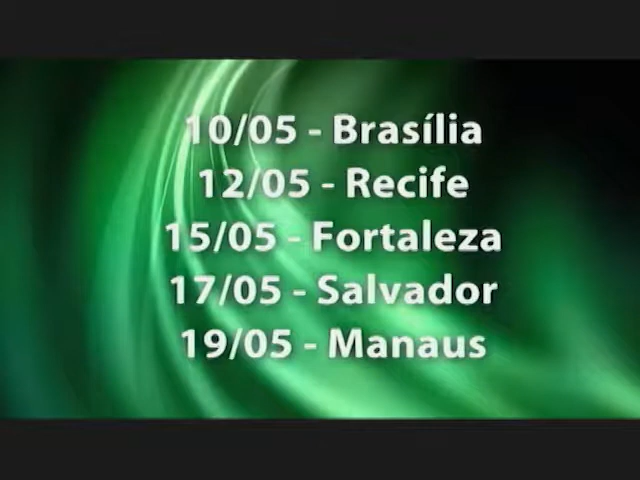 10/05 - Brasília
12/05 - Recife
15/05 - Fortaleza
17/05 - Salvador
19/05 - Manaus